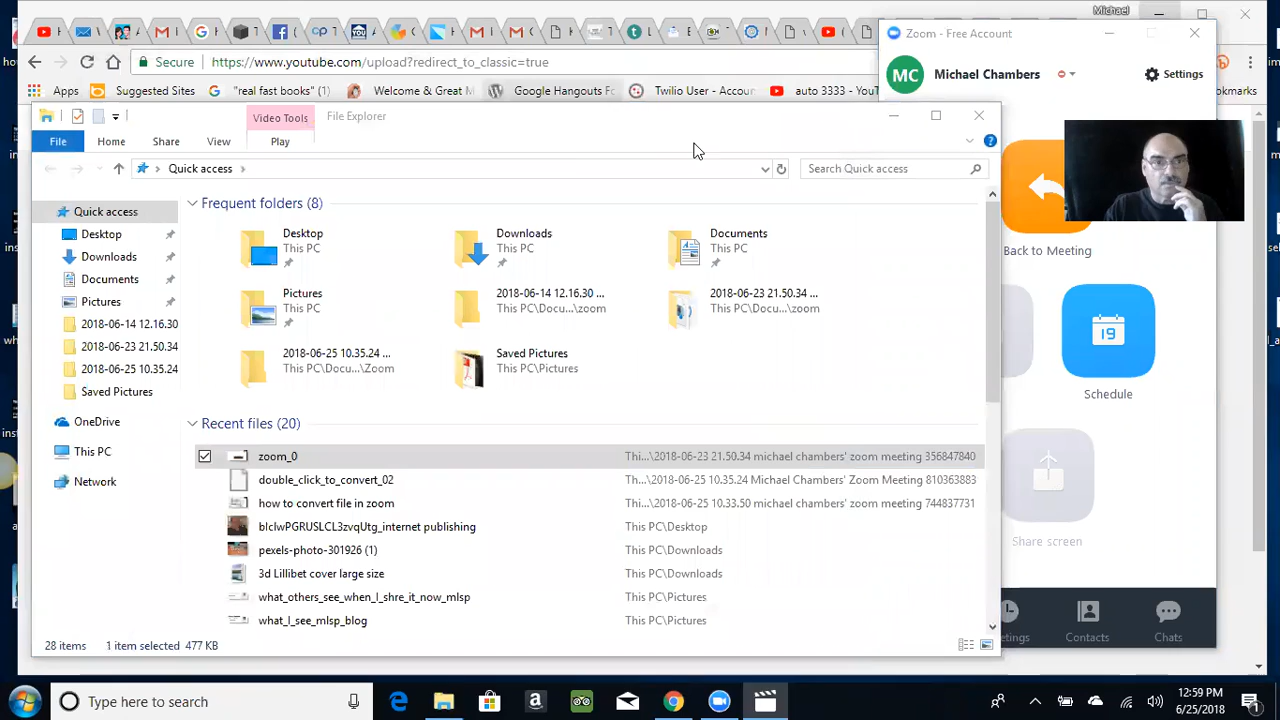 Michael
Secure
https://www.youtube.com/upload?redirect_to_classic=true
Apps
Suggested Sites
"real fast books" (1)
Welcome & Great
Google Hangouts F
Twilio User - Accou
auto 3333 - YouTu
Zoom - Free Account
MC
Michael Chambers
Settings
Back to Meeting
19
Schedule
Share screen
etings
Contacts
Chats
Video Tools
File Explorer
File
Home
Share
View
Play
Quick access
Search Quick access
Quick access
Desktop
Downloads
Documents
Pictures
2018-06-14 12.16.30
2018-06-23 21.50.34
2018-06-25 10.35.24
Saved Pictures
OneDrive
This PC
Network
Frequent folders (8)
Desktop
This PC
Downloads
This PC
Documents
This PC
Pictures
This PC
2018-06-14 12.16.30 ...
This PC\Docu...\zoom
2018-06-23 21.50.34 ...
This PC\Docu...\zoom
2018-06-25 10.35.24 ...
This PC\Docu...\Zoom
Saved Pictures
This PC\Pictures
Recent files (20)
zoom_0
Thi...\2018-06-23 21.50.34 michael chambers' zoom meeting 356847840
double_click_to_convert_02
Thi...\2018-06-25 10.35.24 Michael Chambers' Zoom Meeting 810363883
how to convert file in zoom
Thi...\2018-06-25 10.33.50 michael chambers' zoom meeting 744837731
This PC\Desktop
pexels-photo-301926 (1)
This PC\Downloads
3d Lillibet cover large size
This PC\Downloads
what_others_see_when_I_shre_it_now_mlsp
This PC\Pictures
what_I_see_mlsp_blog
This PC\Pictures
28 items
1 item selected 477 KB
Type here to search
12:59 PM
6/25/2018